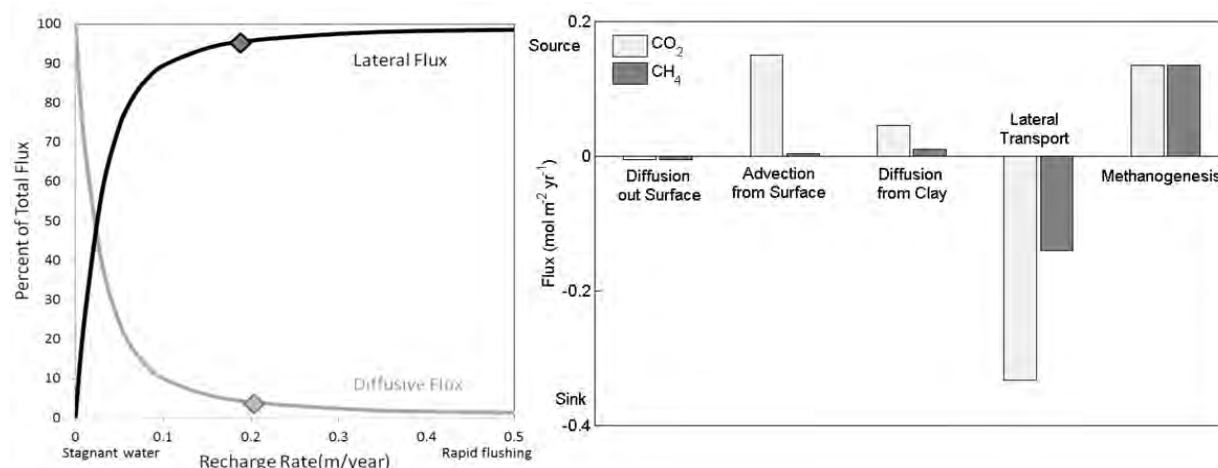 100
90
80
70
60
50
40
30
20
10
0
Percent of Total Flux
Lateral Flux
Diffusive Flux
0 0.1 0.2 0.3 0.4 0.5
Stagnant water Rapid flushing
Recharge Rate(m/year)
0.2
0
-0.2
-0.4
Source
Sink
Flux (mol m⁻² yr⁻¹)
CO₂
CH₄
Diffusion
out Surface
Advection
from Surface
Diffusion
from Clay
Lateral
Transport
Methanogenesis